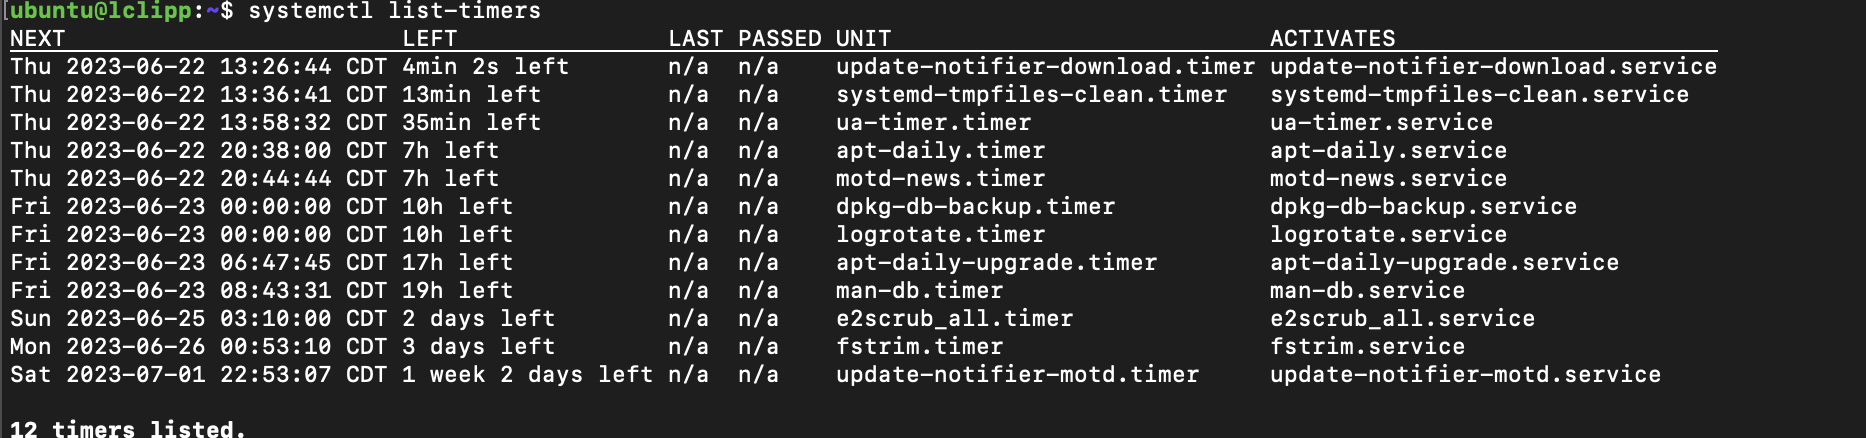 [ubuntu@lclipp:~$ systemctl list-timers
NEXT LEFT LAST PASSED UNIT ACTIVATES
Thu 2023-06-22 13:26:44 CDT 4min 2s left n/a n/a update-notifier-download.timer update-notifier-download.service
Thu 2023-06-22 13:36:41 CDT 13min left n/a n/a systemd-tmpfiles-clean.timer systemd-tmpfiles-clean.service
Thu 2023-06-22 13:58:32 CDT 35min left n/a n/a ua-timer.timer ua-timer.service
Thu 2023-06-22 20:38:00 CDT 7h left n/a n/a apt-daily.timer apt-daily.service
Thu 2023-06-22 20:44:44 CDT 7h left n/a n/a motd-news.timer motd-news.service
Fri 2023-06-23 00:00:00 CDT 10h left n/a n/a dpkg-db-backup.timer dpkg-db-backup.service
Fri 2023-06-23 00:00:00 CDT 10h left n/a n/a logrotate.timer logrotate.service
Fri 2023-06-23 06:47:45 CDT 17h left n/a n/a apt-daily-upgrade.timer apt-daily-upgrade.service
Fri 2023-06-23 08:43:31 CDT 19h left n/a n/a man-db.timer man-db.service
Sun 2023-06-25 03:10:00 CDT 2 days left n/a n/a e2scrub_all.timer e2scrub_all.service
Mon 2023-06-26 00:53:10 CDT 3 days left n/a n/a fstrim.timer fstrim.service
Sat 2023-07-01 22:53:07 CDT 1 week 2 days left n/a n/a update-notifier-motd.timer update-notifier-motd.service
12 timers listed.